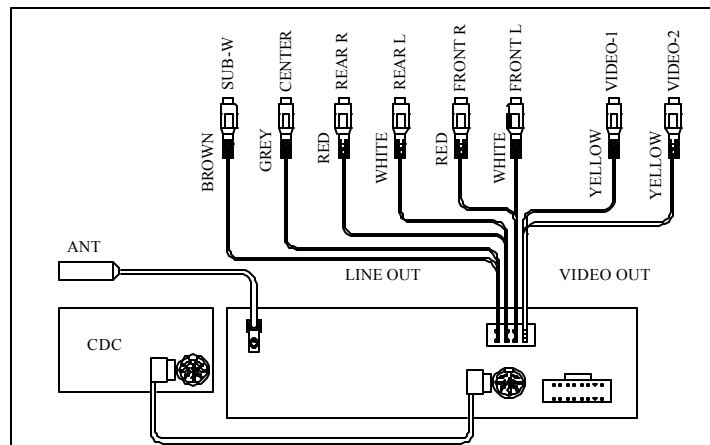 SUB-W
CENTER
REAR R
REAR L
FRONT R
FRONT L
VIDEO-1
VIDEO-2
BROWN
GREY
RED
WHITE
RED
WHITE
YELLOW
YELLOW
ANT
LINE OUT
VIDEO OUT
CDC